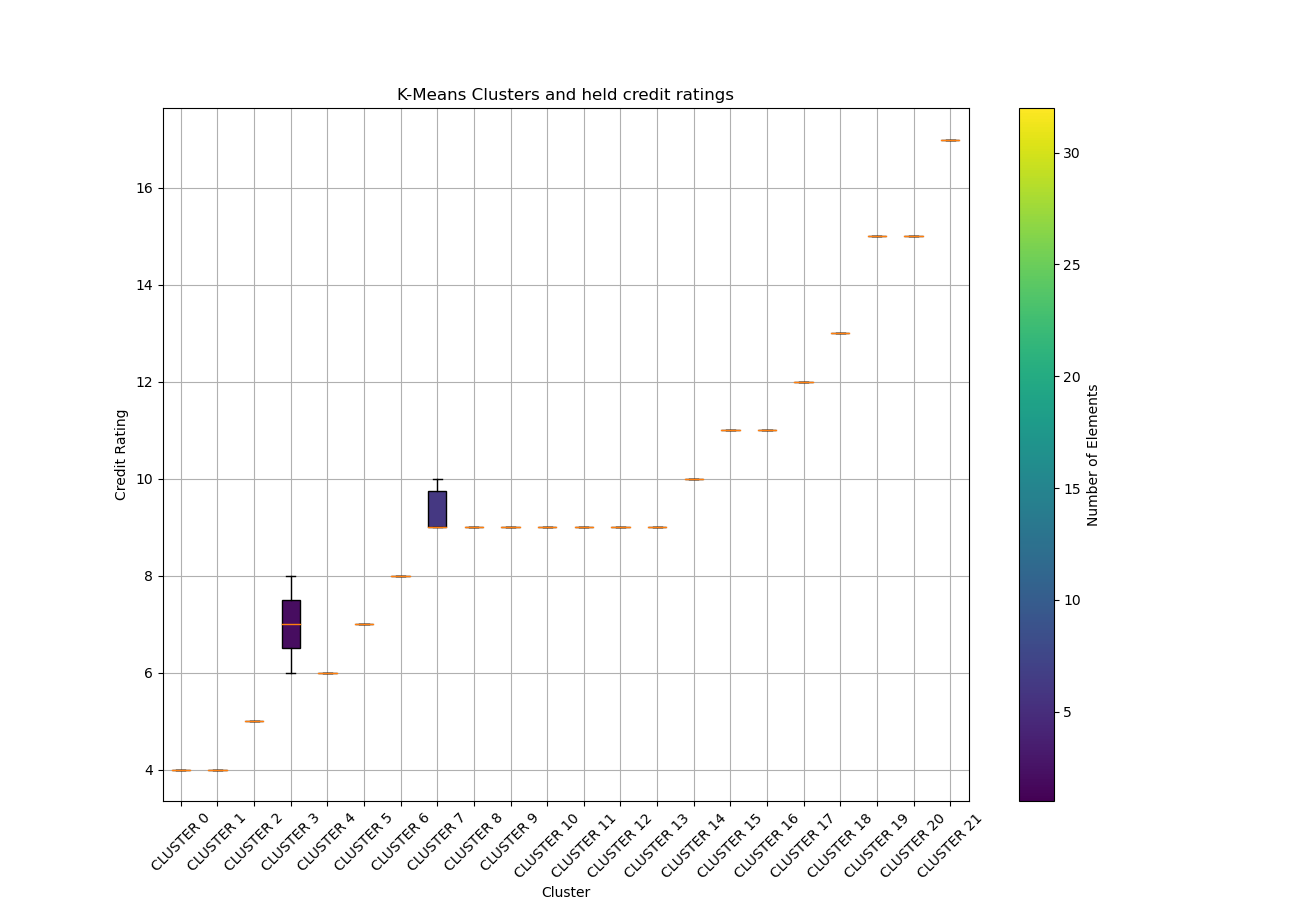 K-Means Clusters and held credit ratings
Credit Rating
16
14
12
10
8
6
4
CLUSTER 0
CLUSTER 1
CLUSTER 2
CLUSTER 3
CLUSTER 4
CLUSTER 5
CLUSTER 6
CLUSTER 7
CLUSTER 8
CLUSTER 9
CLUSTER 10
CLUSTER 11
CLUSTER 12
CLUSTER 13
CLUSTER 14
CLUSTER 15
CLUSTER 16
CLUSTER 17
CLUSTER 18
CLUSTER 19
CLUSTER 20
CLUSTER 21
Cluster
30
25
20
15
10
5
Number of Elements